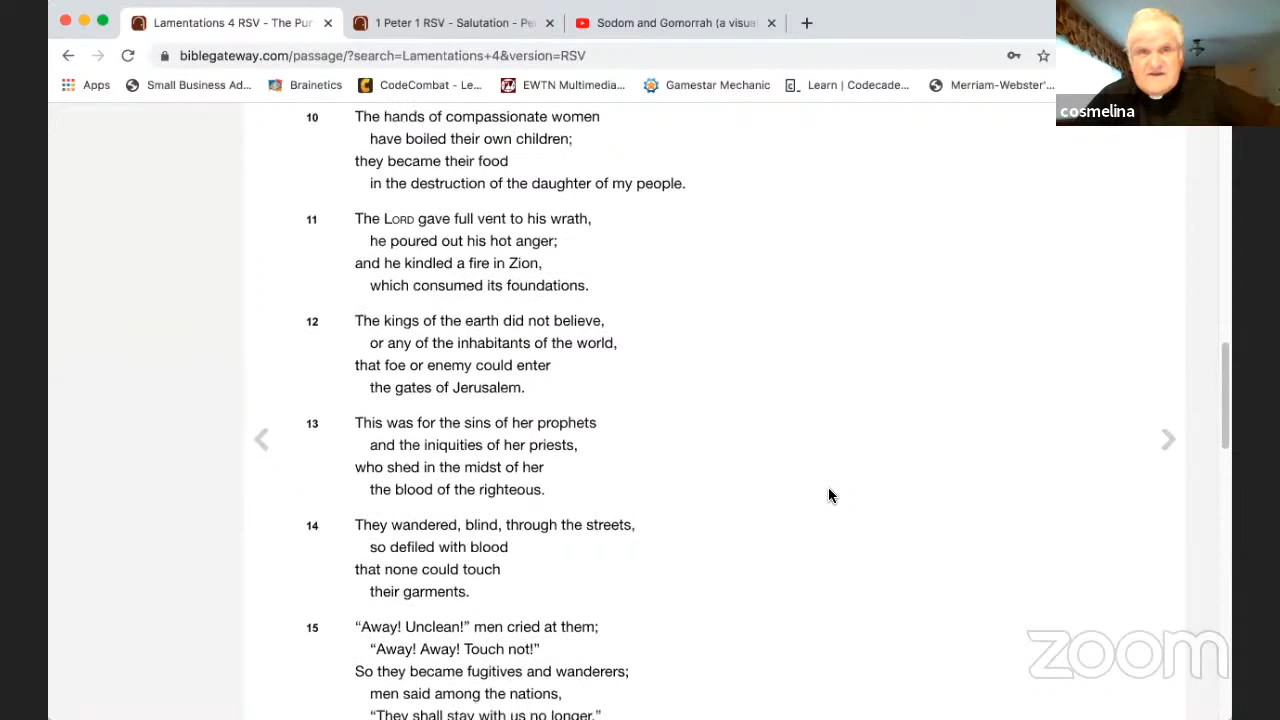 Lamentations 4 RSV - The Pur
1 Peter 1 RSV - Salutation - Pe
Sodom and Gomorrah (a visua
biblegateway.com/passage/?search=Lamentations+4&version=RSV
Apps Small Business Ad... Brainetics CodeCombat - Le... EWTN Multimedia... Gamestar Mechanic Learn | Codecade... Merriam-Webster'...
cosmelina
10 The hands of compassionate women
have boiled their own children;
they became their food
in the destruction of the daughter of my people.
11 The LORD gave full vent to his wrath,
he poured out his hot anger;
and he kindled a fire in Zion,
which consumed its foundations.
12 The kings of the earth did not believe,
or any of the inhabitants of the world,
that foe or enemy could enter
the gates of Jerusalem.
13 This was for the sins of her prophets
and the iniquities of her priests,
who shed in the midst of her
the blood of the righteous.
14 They wandered, blind, through the streets,
so defiled with blood
that none could touch
their garments.
15 “Away! Unclean!” men cried at them;
“Away! Away! Touch not!”
So they became fugitives and wanderers;
men said among the nations,
“They shall stay with us no longer.”
zoom